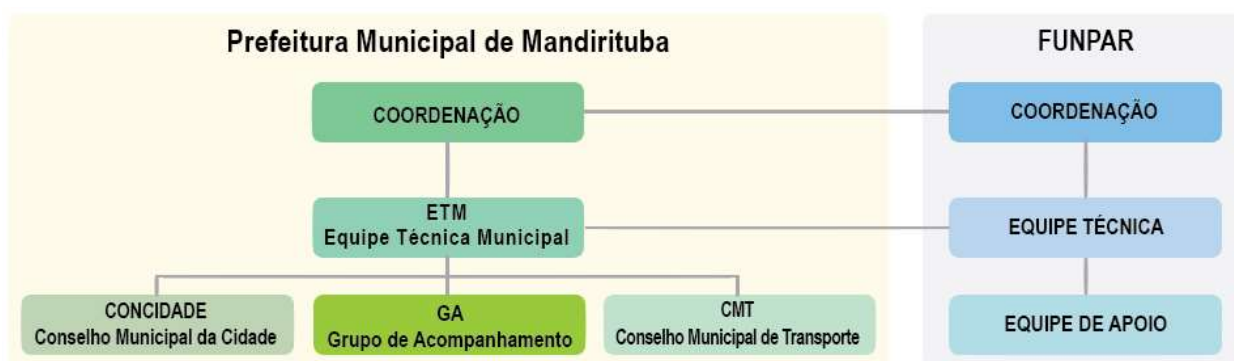 Prefeitura Municipal de Mandirituba
COORDENAÇÃO
ETM
Equipe Técnica Municipal
CONCIDADE
Conselho Municipal da Cidade
GA
Grupo de Acompanhamento
CMT
Conselho Municipal de Transporte
FUNPAR
COORDENAÇÃO
EQUIPE TÉCNICA
EQUIPE DE APOIO